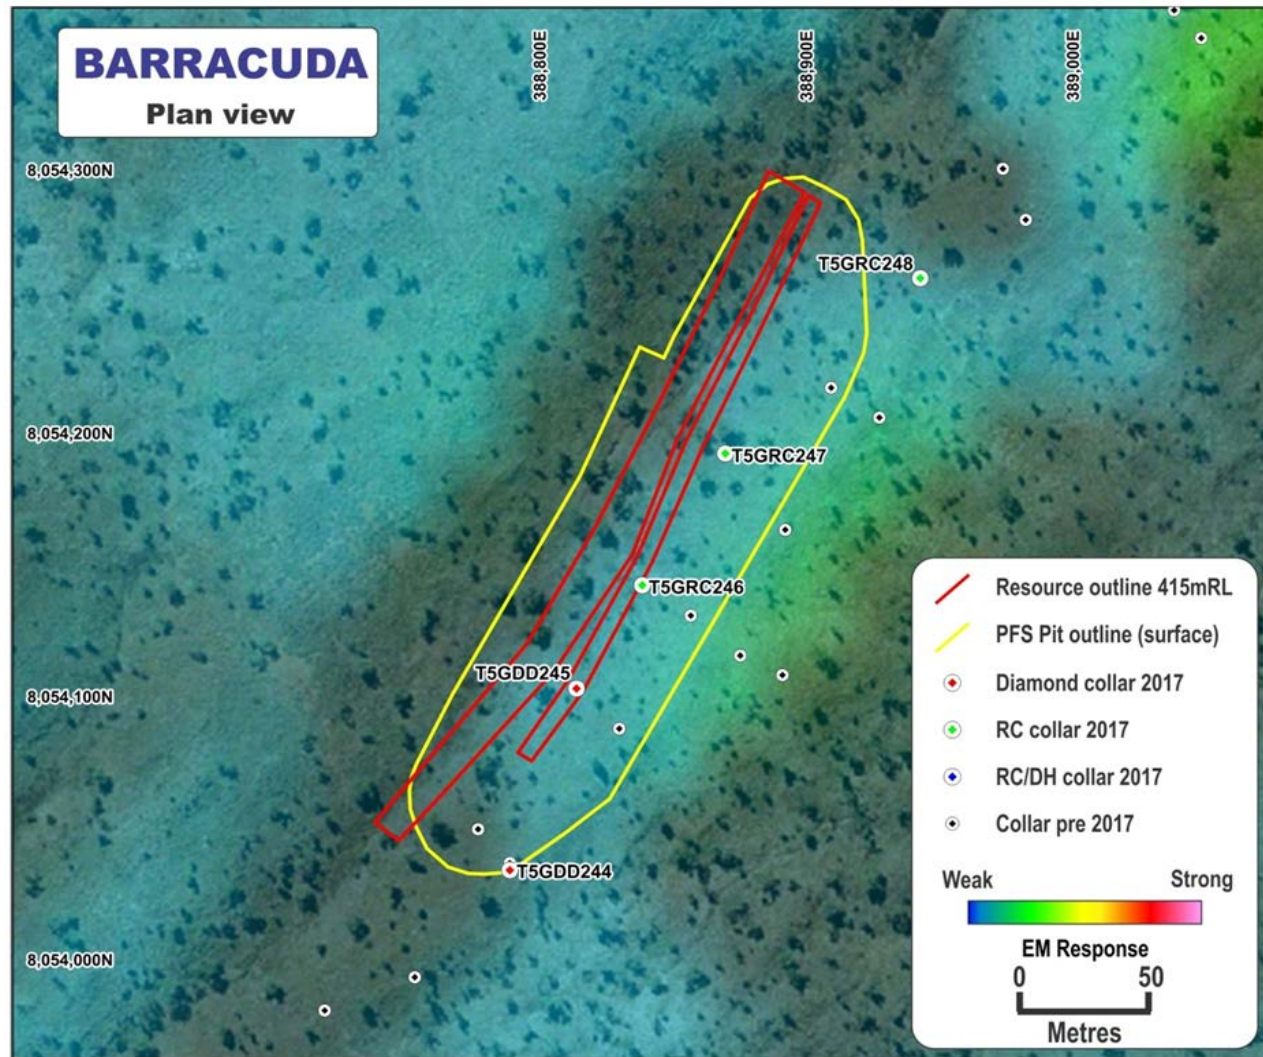 BARRACUDA
Plan view
388,800E
388,900E
389,000E
8,054,300N
T5GRC248
8,054,200N
T5GRC247
T5GRC246
T5GDD245
8,054,100N
T5GDD244
8,054,000N
Resource outline 415mRL
PFS Pit outline (surface)
Diamond collar 2017
RC collar 2017
RC/DH collar 2017
Collar pre 2017
Weak Strong
EM Response
0 50
Metres